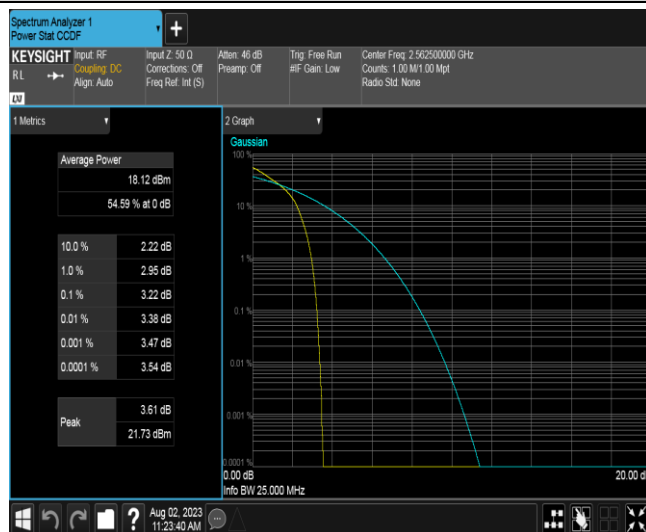 Spectrum Analyzer 1
Power Stat CCDF
+
KEYSIGHT
RL
LXI
Input: RF
Coupling: DC
Align: Auto
Input Z: 50 Ω
Corrections: Off
Freq Ref: Int (S)
Atten: 46 dB
Preamp: Off
Trig: Free Run
#IF Gain: Low
Center Freq: 2.562500000 GHz
Counts: 1.00 M/1.00 Mpt
Radio Std: None
1 Metrics
Average Power
18.12 dBm
54.59 % at 0 dB
10.0 % 2.22 dB
1.0 % 2.95 dB
0.1 % 3.22 dB
0.01 % 3.38 dB
0.001 % 3.47 dB
0.0001 % 3.54 dB
Peak
3.61 dB
21.73 dBm
2 Graph
Gaussian
100 %
10 %
1 %
0.1 %
0.01 %
0.001 %
0.0001 %
0.00 dB
20.00 d
Info BW 25.000 MHz
?
Aug 02, 2023
11:23:40 AM